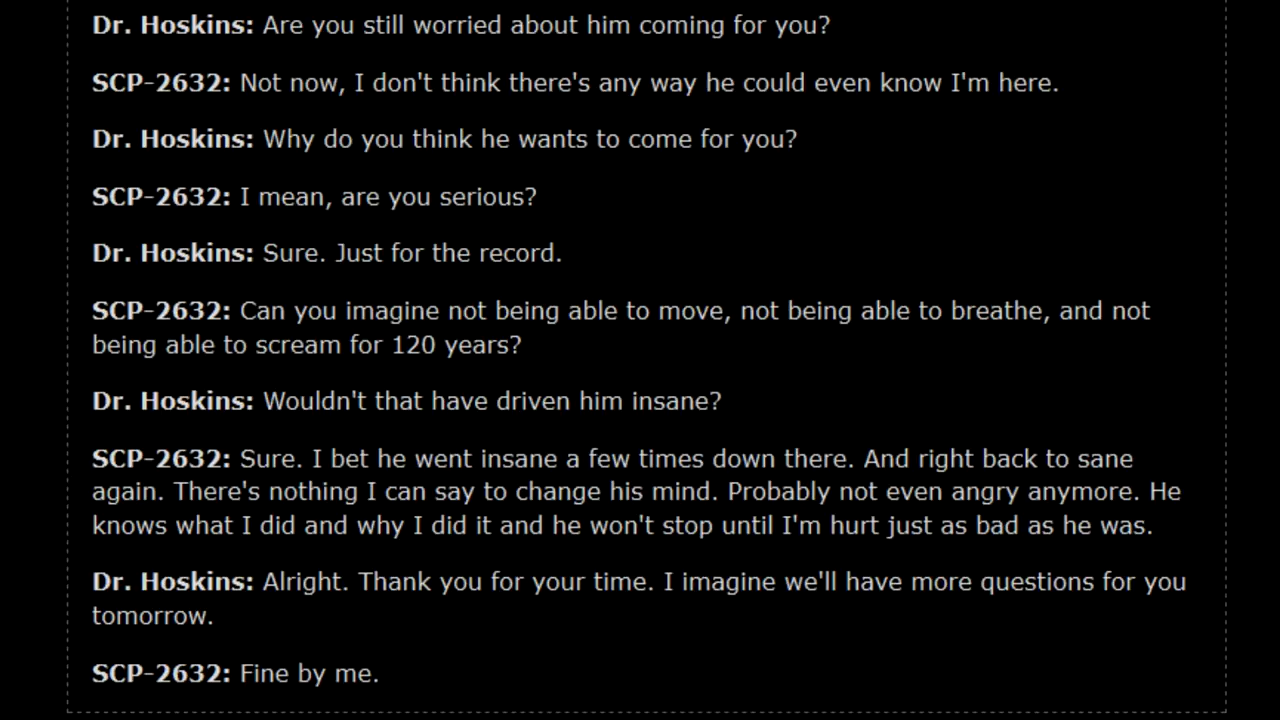 Dr. Hoskins: Are you still worried about him coming for you?
SCP-2632: Not now, I don't think there's any way he could even know I'm here.
Dr. Hoskins: Why do you think he wants to come for you?
SCP-2632: I mean, are you serious?
Dr. Hoskins: Sure. Just for the record.
SCP-2632: Can you imagine not being able to move, not being able to breathe, and not
being able to scream for 120 years?
Dr. Hoskins: Wouldn't that have driven him insane?
SCP-2632: Sure. I bet he went insane a few times down there. And right back to sane
again. There's nothing I can say to change his mind. Probably not even angry anymore. He
knows what I did and why I did it and he won't stop until I'm hurt just as bad as he was.
Dr. Hoskins: Alright. Thank you for your time. I imagine we'll have more questions for you
tomorrow.
SCP-2632: Fine by me.